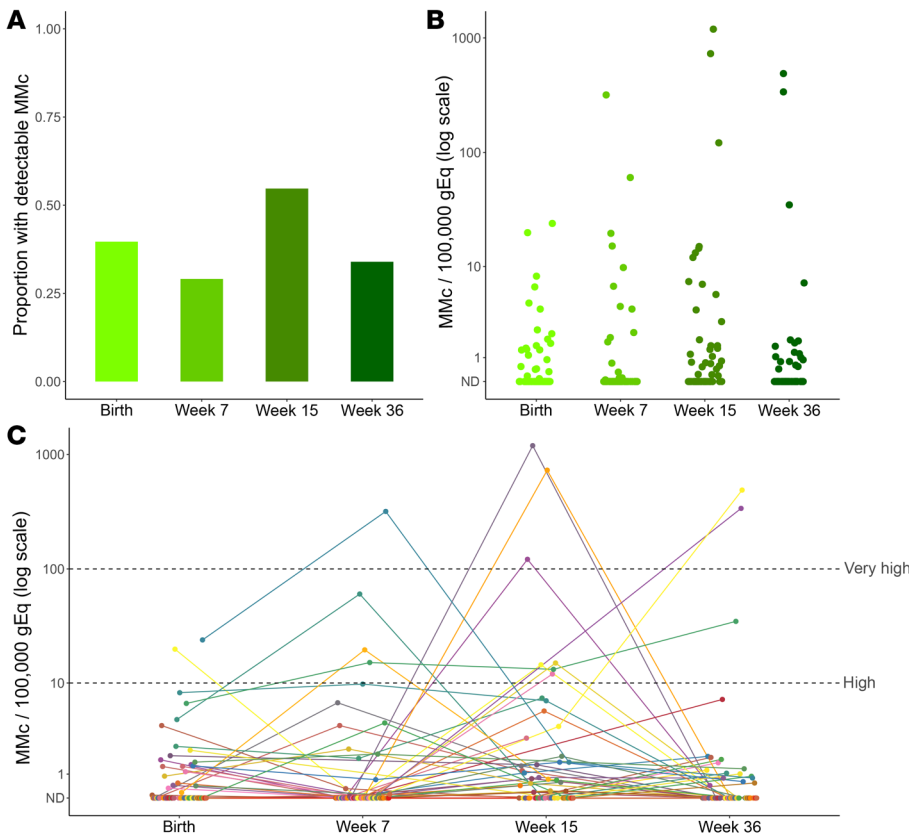 A
Proportion with detectable MMc
1.00
0.75
0.50
0.25
0.00
Birth
Week 7
Week 15
Week 36
B
MMc / 100,000 gEq (log scale)
1000
100
10
1
ND
Birth
Week 7
Week 15
Week 36
C
MMc / 100,000 gEq (log scale)
1000
100
10
1
ND
Very high
High
Birth
Week 7
Week 15
Week 36